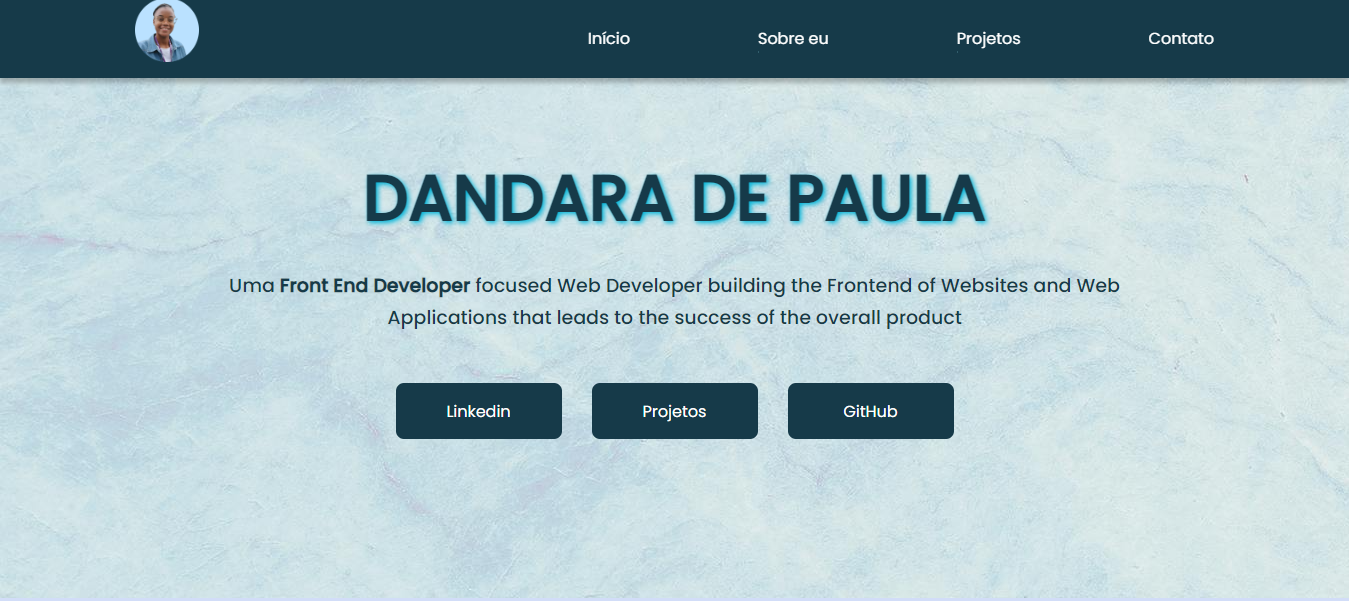 Início
Sobre eu
Projetos
Contato
DANDARA DE PAULA
Uma Front End Developer focused Web Developer building the Frontend of Websites and Web
Applications that leads to the success of the overall product
Linkedin
Projetos
GitHub